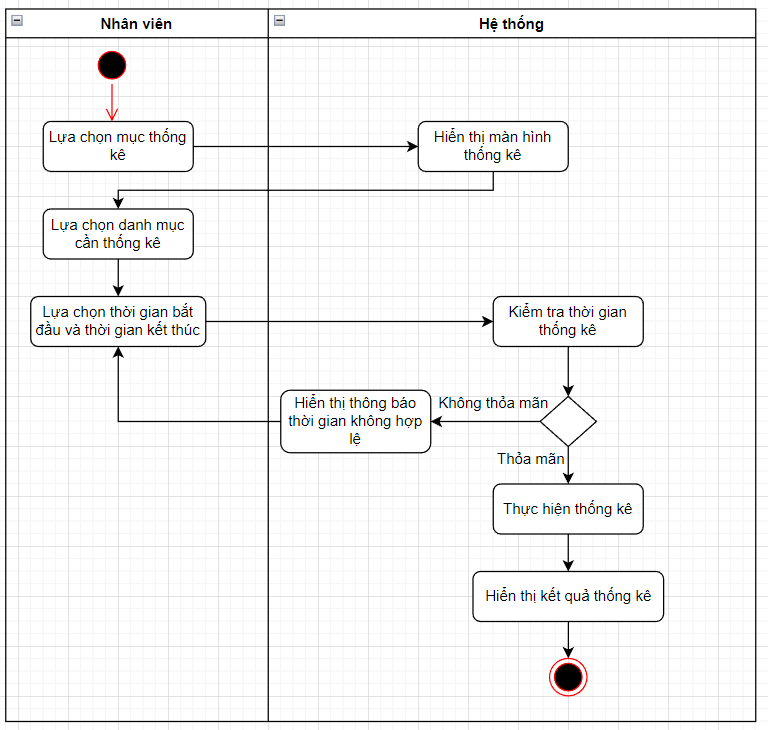 Nhân viên
Hệ thống
Lựa chọn mục thống
kê
Hiển thị màn hình
thống kê
Lựa chọn danh mục
cần thống kê
Lựa chọn thời gian bắt
đầu và thời gian kết thúc
Kiểm tra thời gian
thống kê
Hiển thị thông báo
thời gian không hợp
lệ
Không thỏa mãn
Thỏa mãn
Thực hiện thống kê
Hiển thị kết quả thống kê